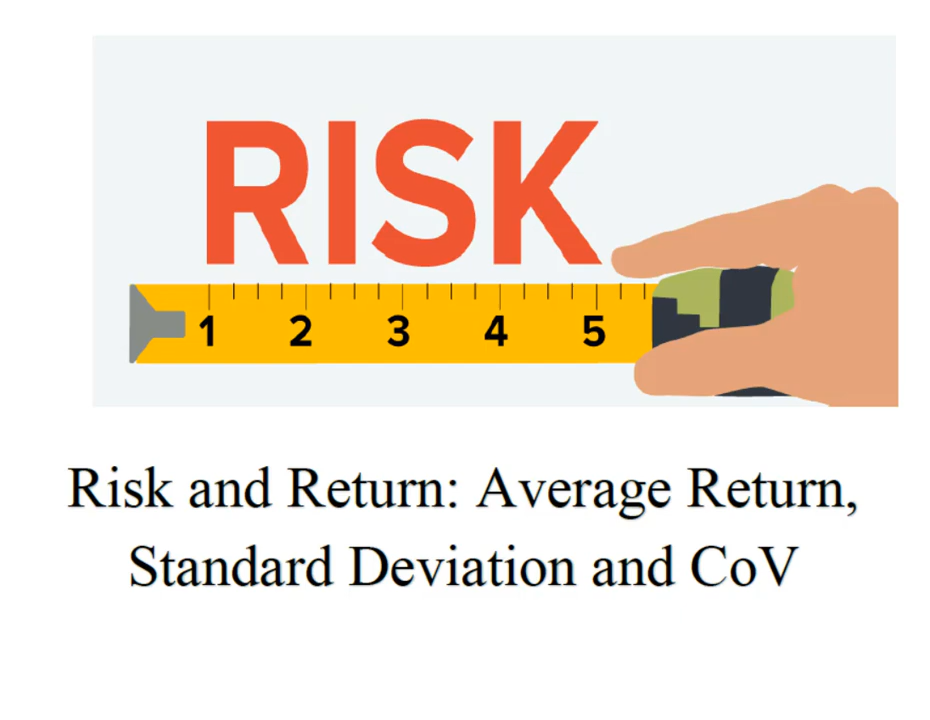 RISK
1 2 3 4 5
Risk and Return: Average Return,
Standard Deviation and CoV